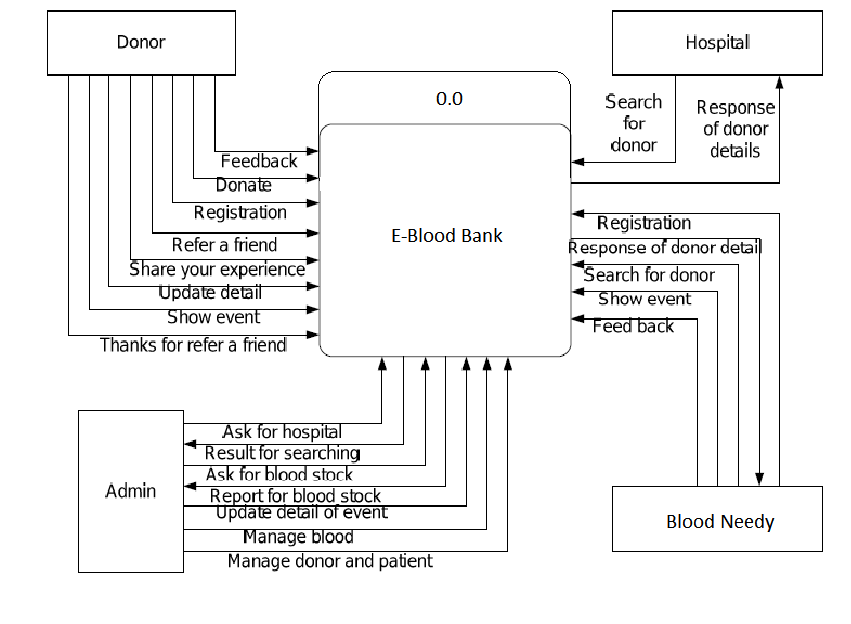 Donor
Hospital
0.0
Search
for
donor
Response
of donor
details
Feedback
Donate
Registration
Refer a friend
Share your experience
Update detail
Show event
Thanks for refer a friend
E-Blood Bank
Registration
Response of donor detail
Search for donor
Show event
Feed back
Admin
Ask for hospital
Result for searching
Ask for blood stock
Report for blood stock
Update detail of event
Manage blood
Manage donor and patient
Blood Needy